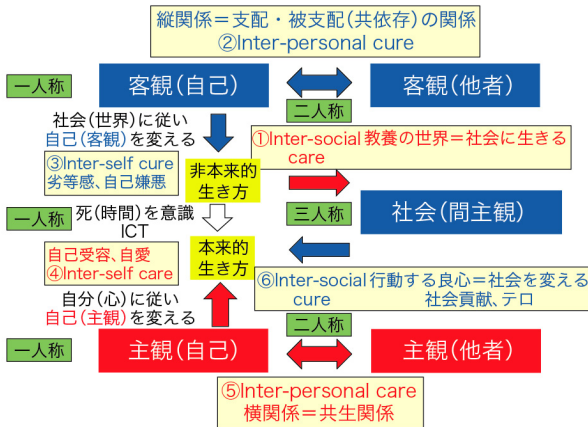 縦関係＝支配・被支配(共依存)の関係
②Inter-personal cure
一人称
客観(自己)
客観(他者)
二人称
社会(世界)に従い
自己(客観)を変える
①Inter-social 教養の世界＝社会に生きる
care
③Inter-self cure
劣等感、自己嫌悪
非本来的
生き方
一人称
死(時間)を意識
ICT
三人称
社会(間主観)
自己受容、自愛
④Inter-self care
本来的
生き方
⑥Inter-social 行動する良心＝社会を変える
cure 社会貢献、テロ
自分(心)に従い
自己(主観)を変える
二人称
一人称
主観(自己)
主観(他者)
⑤Inter-personal care
横関係＝共生関係